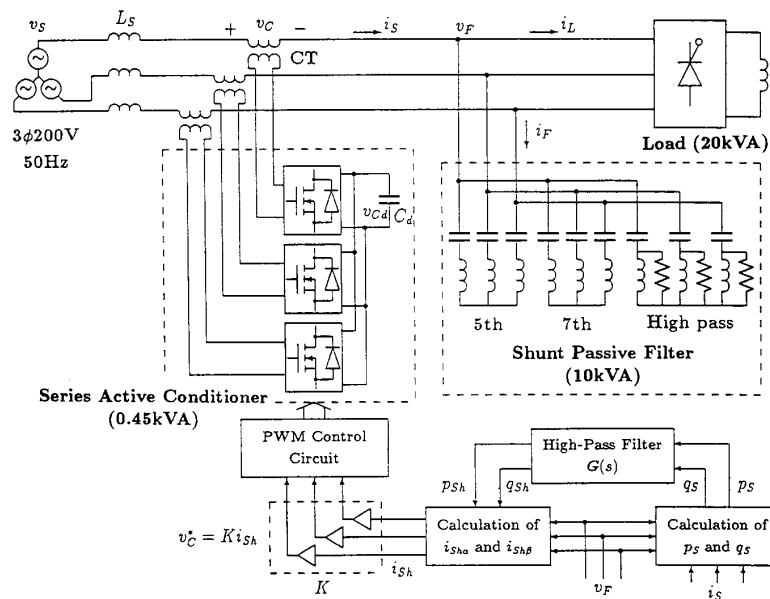 v_S
L_S
+ v_C −
i_S
v_F
i_L
CT
3ϕ200V
50Hz
i_F
Load (20kVA)
v_Cd
C_d
5th
7th
High pass
Shunt Passive Filter
(10kVA)
Series Active Conditioner
(0.45kVA)
PWM Control
Circuit
High-Pass Filter
G(s)
p_Sh
q_Sh
q_S
p_S
v*_C = Ki_Sh
Calculation of
i_Shα and i_Shβ
Calculation of
p_S and q_S
K
i_Sh
v_F
i_S